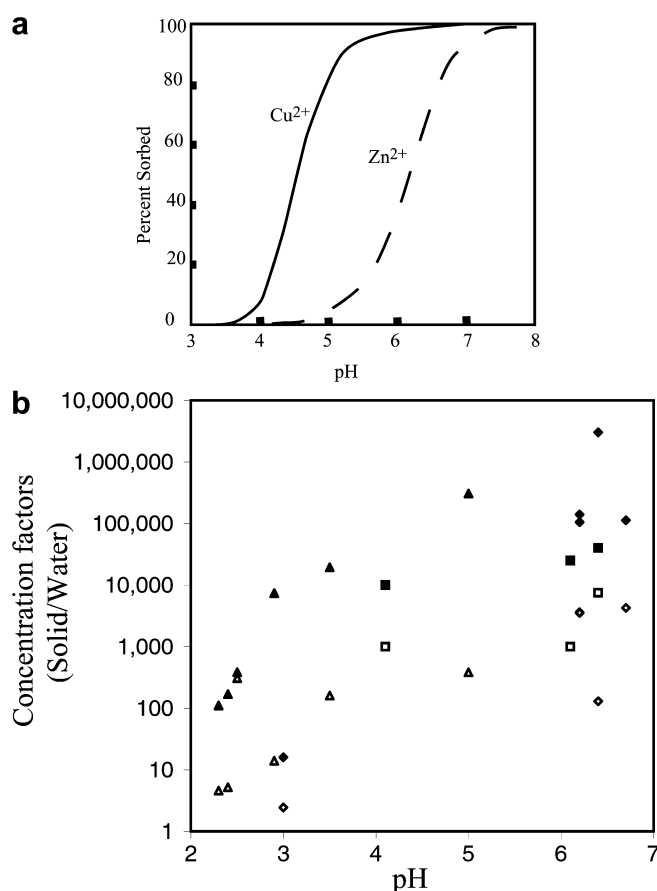 a
100
80
60
40
20
0
Percent Sorbed
Cu2+
Zn2+
3 4 5 6 7 8
pH
b
10,000,000
1,000,000
100,000
10,000
1,000
100
10
1
Concentration factors
(Solid/Water)
2 3 4 5 6 7
pH